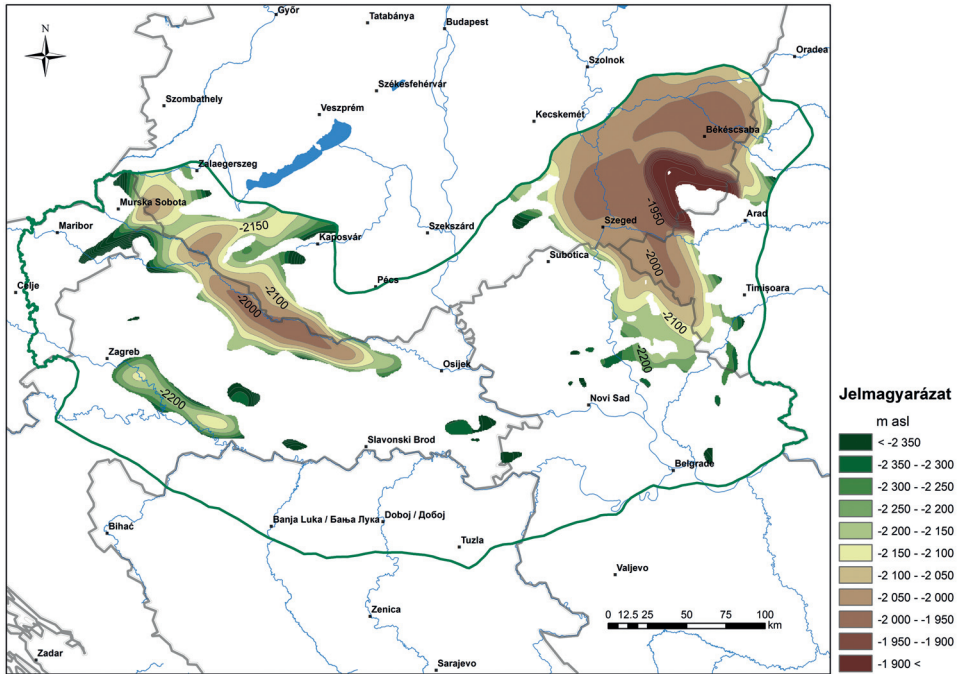 N
Győr
Tatabánya
Budapest
Oradea
Szolnok
Székesfehérvár
Szombathely
Veszprém
Kecskemét
Békéscsaba
Zalaegerszeg
Murska Sobota
-1950
Arad
-2150
Szeged
Maribor
Kaposvár
Szekszárd
-2000
Subotica
Celje
Pécs
Timișoara
-2100
-2000
-2100
Zagreb
-2200
Osijek
-2200
Novi Sad
Slavonski Brod
Belgrade
Banja Luka / Бања Лука
Doboj / Добој
Bihać
Tuzla
Valjevo
Zenica
0 12.5 25 50 75 100
km
Zadar
Sarajevo
Jelmagyarázat
m asl
< -2 350
-2 350 - -2 300
-2 300 - -2 250
-2 250 - -2 200
-2 200 - -2 150
-2 150 - -2 100
-2 100 - -2 050
-2 050 - -2 000
-2 000 - -1 950
-1 950 - -1 900
-1 900 <